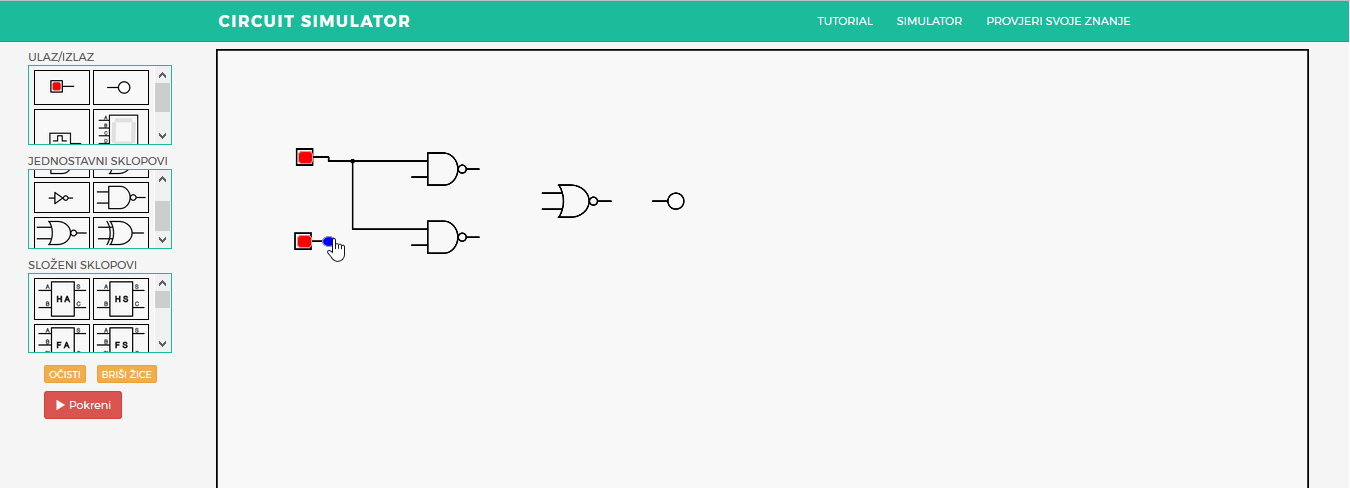 CIRCUIT SIMULATOR
TUTORIAL
SIMULATOR
PROVJERI SVOJE ZNANJE
ULAZ/IZLAZ
A
B
C
D
JEDNOSTAVNI SKLOPOVI
SLOŽENI SKLOPOVI
A S
HA
B C
A S
HS
B C
A S
B
FA
A S
B
FS
OČISTI
BRIŠI ŽICE
Pokreni